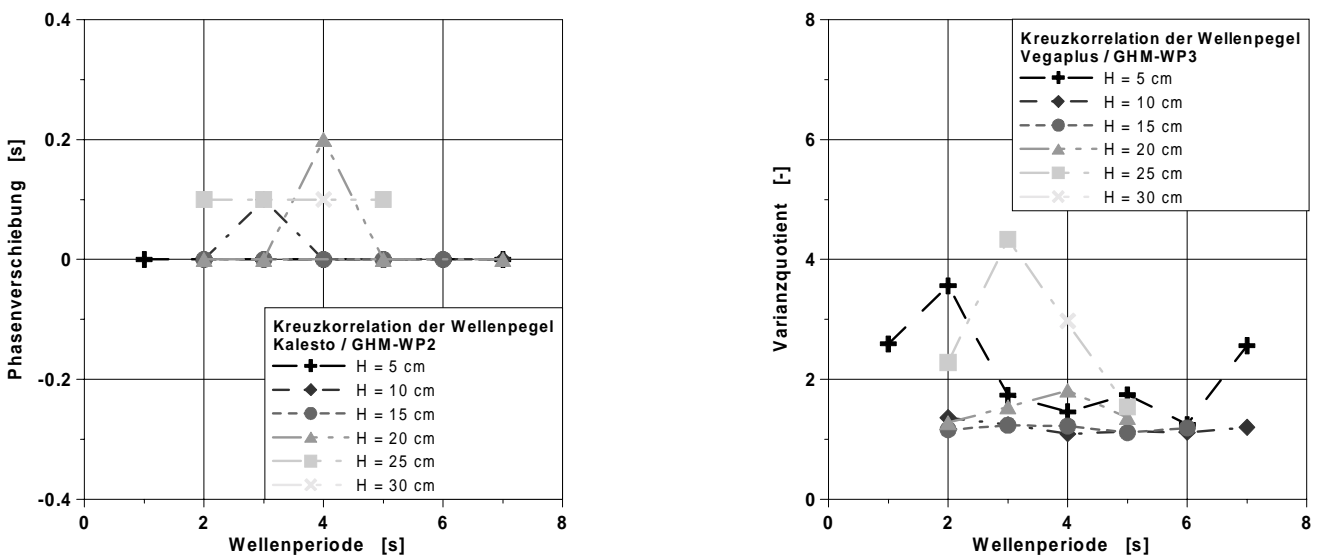 0.4
0.2
0
-0.2
-0.4
Phasenverschiebung [s]
0 2 4 6 8
Wellenperiode [s]
Kreuzkorrelation der Wellenpegel
Kalesto / GHM-WP2
H = 5 cm
H = 10 cm
H = 15 cm
H = 20 cm
H = 25 cm
H = 30 cm
8
6
4
2
0
Varianzquotient [-]
0 2 4 6 8
Wellenperiode [s]
Kreuzkorrelation der Wellenpegel
Vegaplus / GHM-WP3
H = 5 cm
H = 10 cm
H = 15 cm
H = 20 cm
H = 25 cm
H = 30 cm